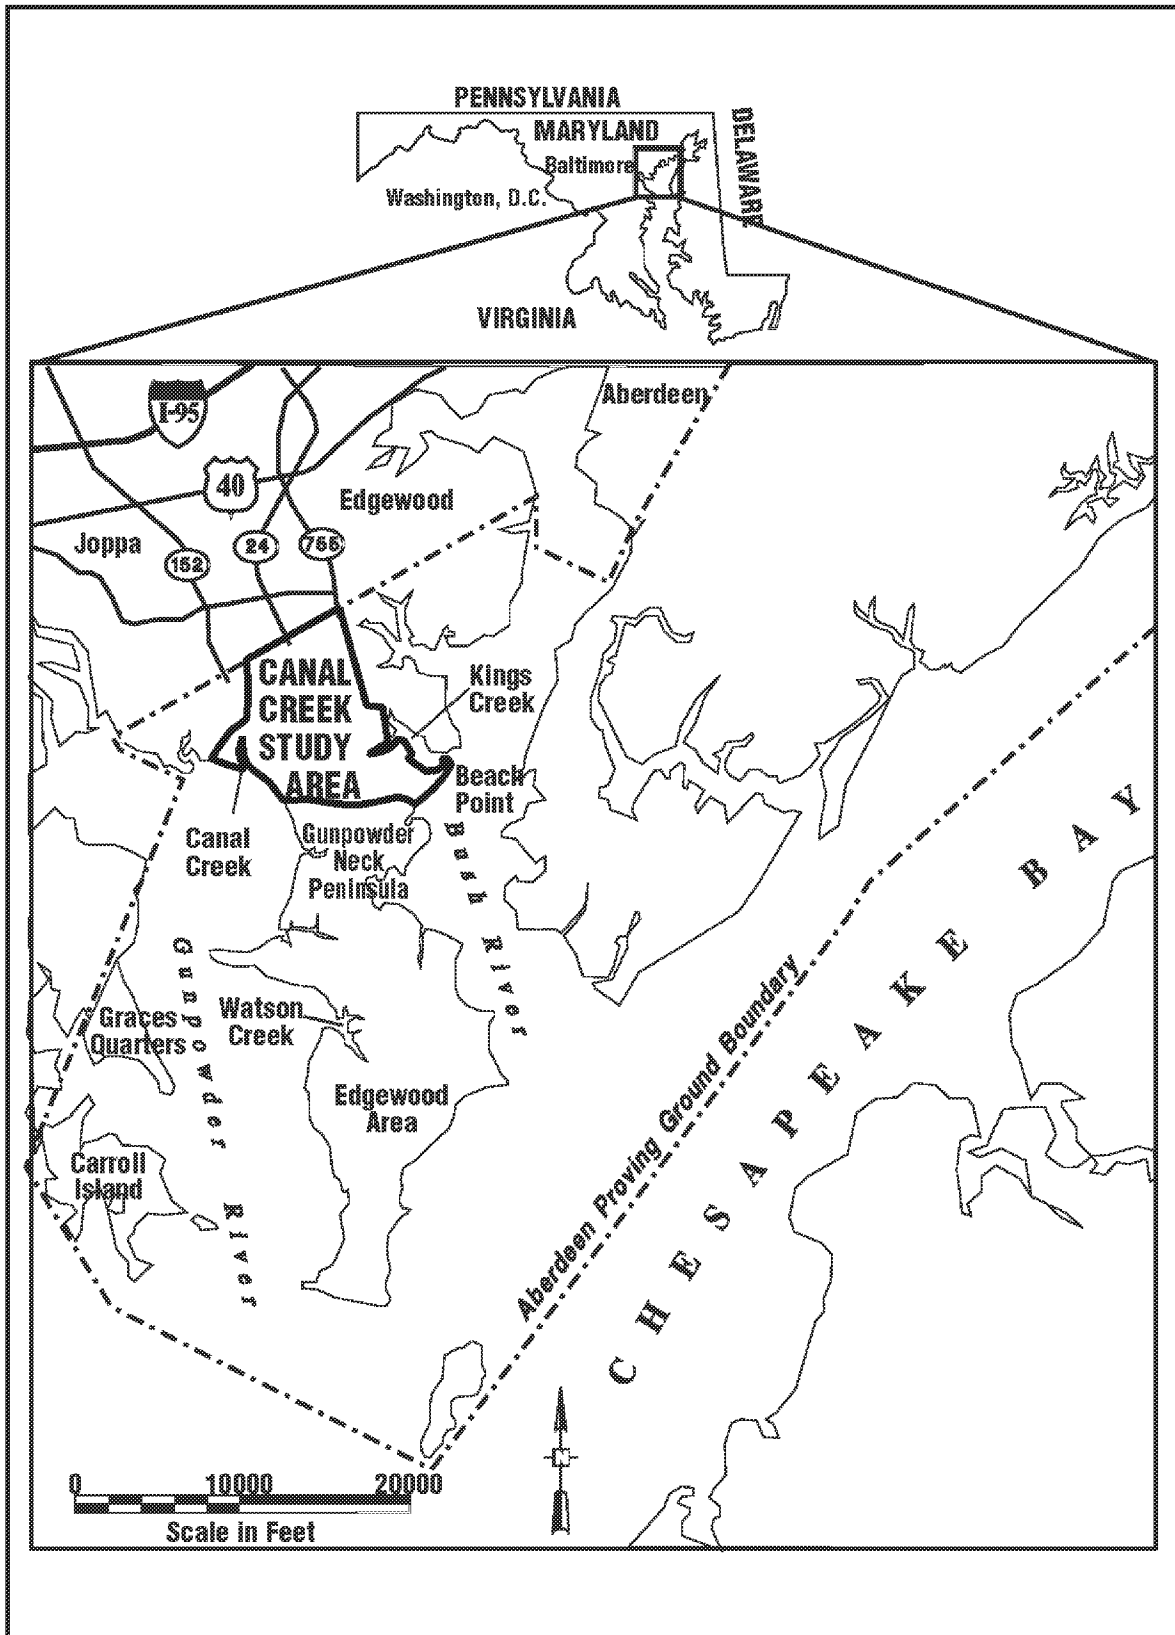 PENNSYLVANIA
MARYLAND
DELAWARE
Baltimore
Washington, D.C.
VIRGINIA
Aberdeen
I-95
40
Edgewood
Joppa
152
24
755
CANAL
CREEK
STUDY
AREA
Kings
Creek
Beach
Point
Canal
Creek
Gunpowder
Neck
Peninsula
Bush River
Gunpowder River
Watson
Creek
Graces
Quarters
Edgewood
Area
Carroll
Island
Aberdeen Proving Ground Boundary
CHESAPEAKE BAY
0 10000 20000
Scale in Feet